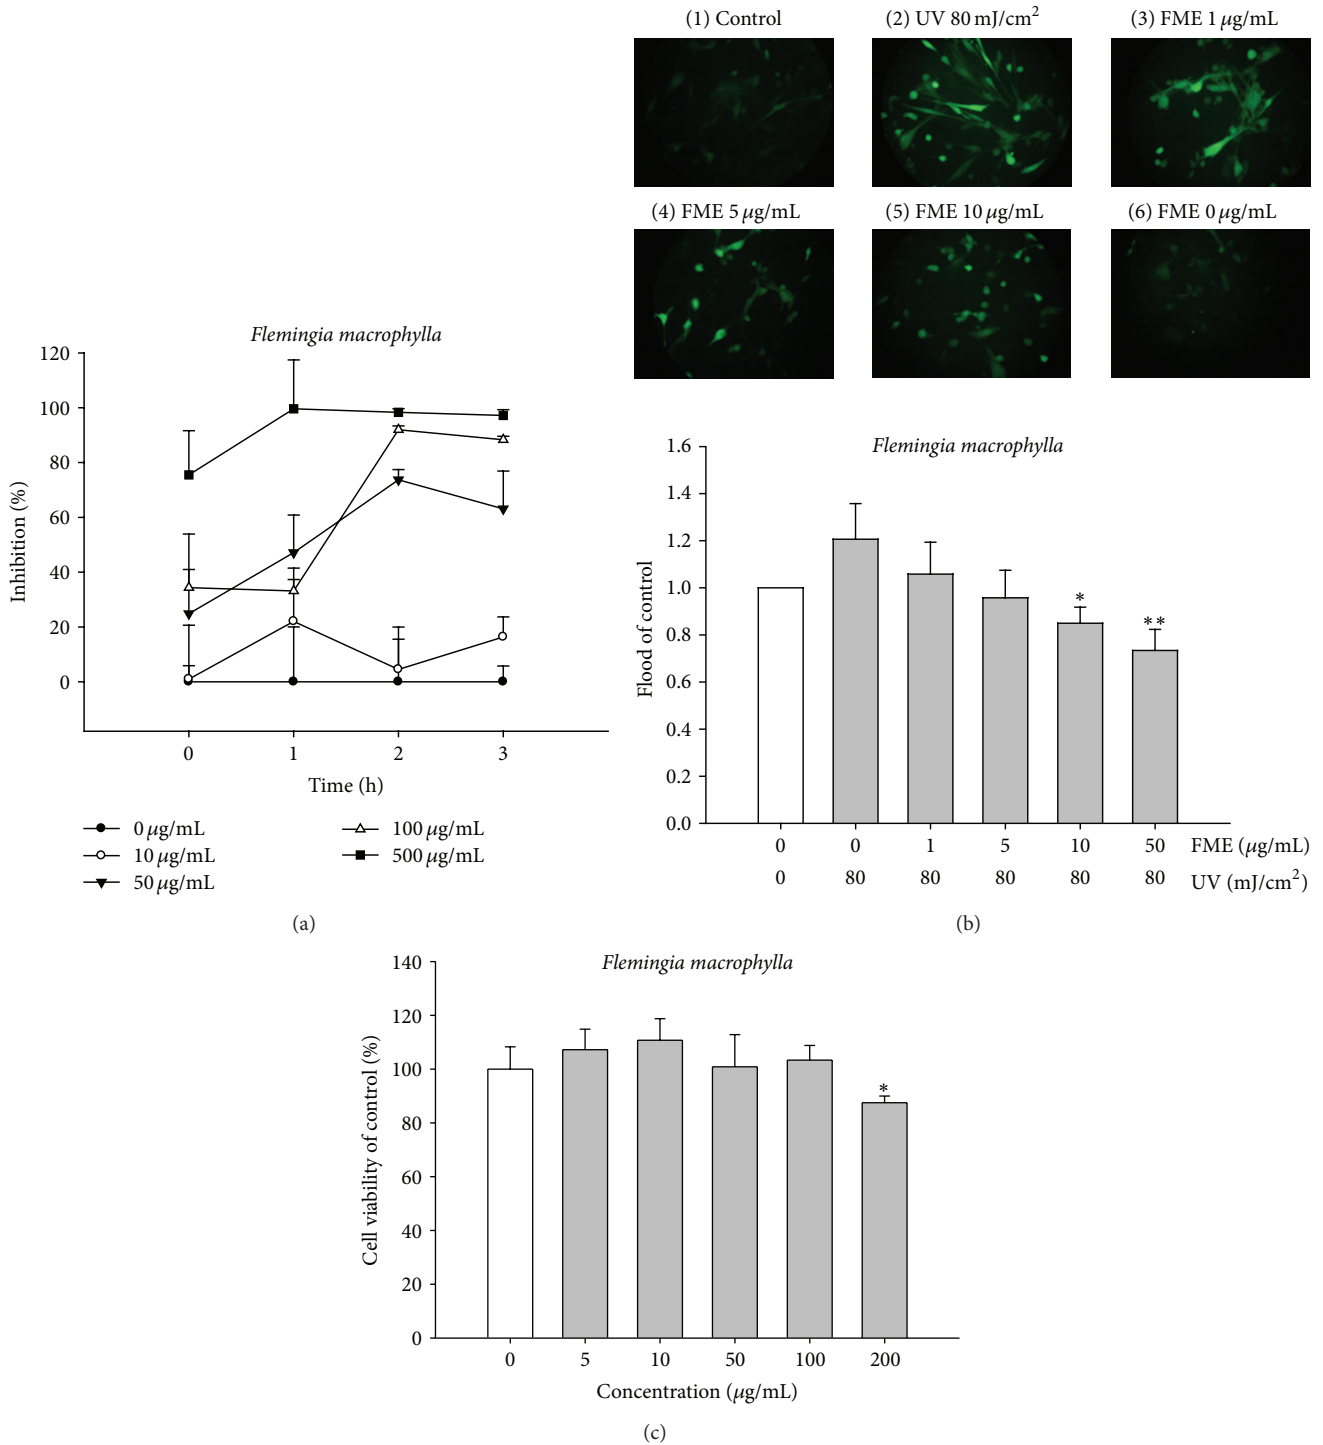 (1) Control
(2) UV 80 mJ/cm2
(3) FME 1 μg/mL
(4) FME 5 μg/mL
(5) FME 10 μg/mL
(6) FME 0 μg/mL
Flemingia macrophylla
120
100
80
60
40
20
0
Inhibition (%)
0 1 2 3
Time (h)
0 μg/mL
10 μg/mL
50 μg/mL
100 μg/mL
500 μg/mL
(a)
Flemingia macrophylla
1.6
1.4
1.2
1.0
0.8
0.6
0.4
0.2
0.0
Flood of control
*
**
0 0 1 5 10 50 FME (μg/mL)
0 80 80 80 80 80 UV (mJ/cm2)
(b)
Flemingia macrophylla
140
120
100
80
60
40
20
0
Cell viability of control (%)
*
0 5 10 50 100 200
Concentration (μg/mL)
(c)